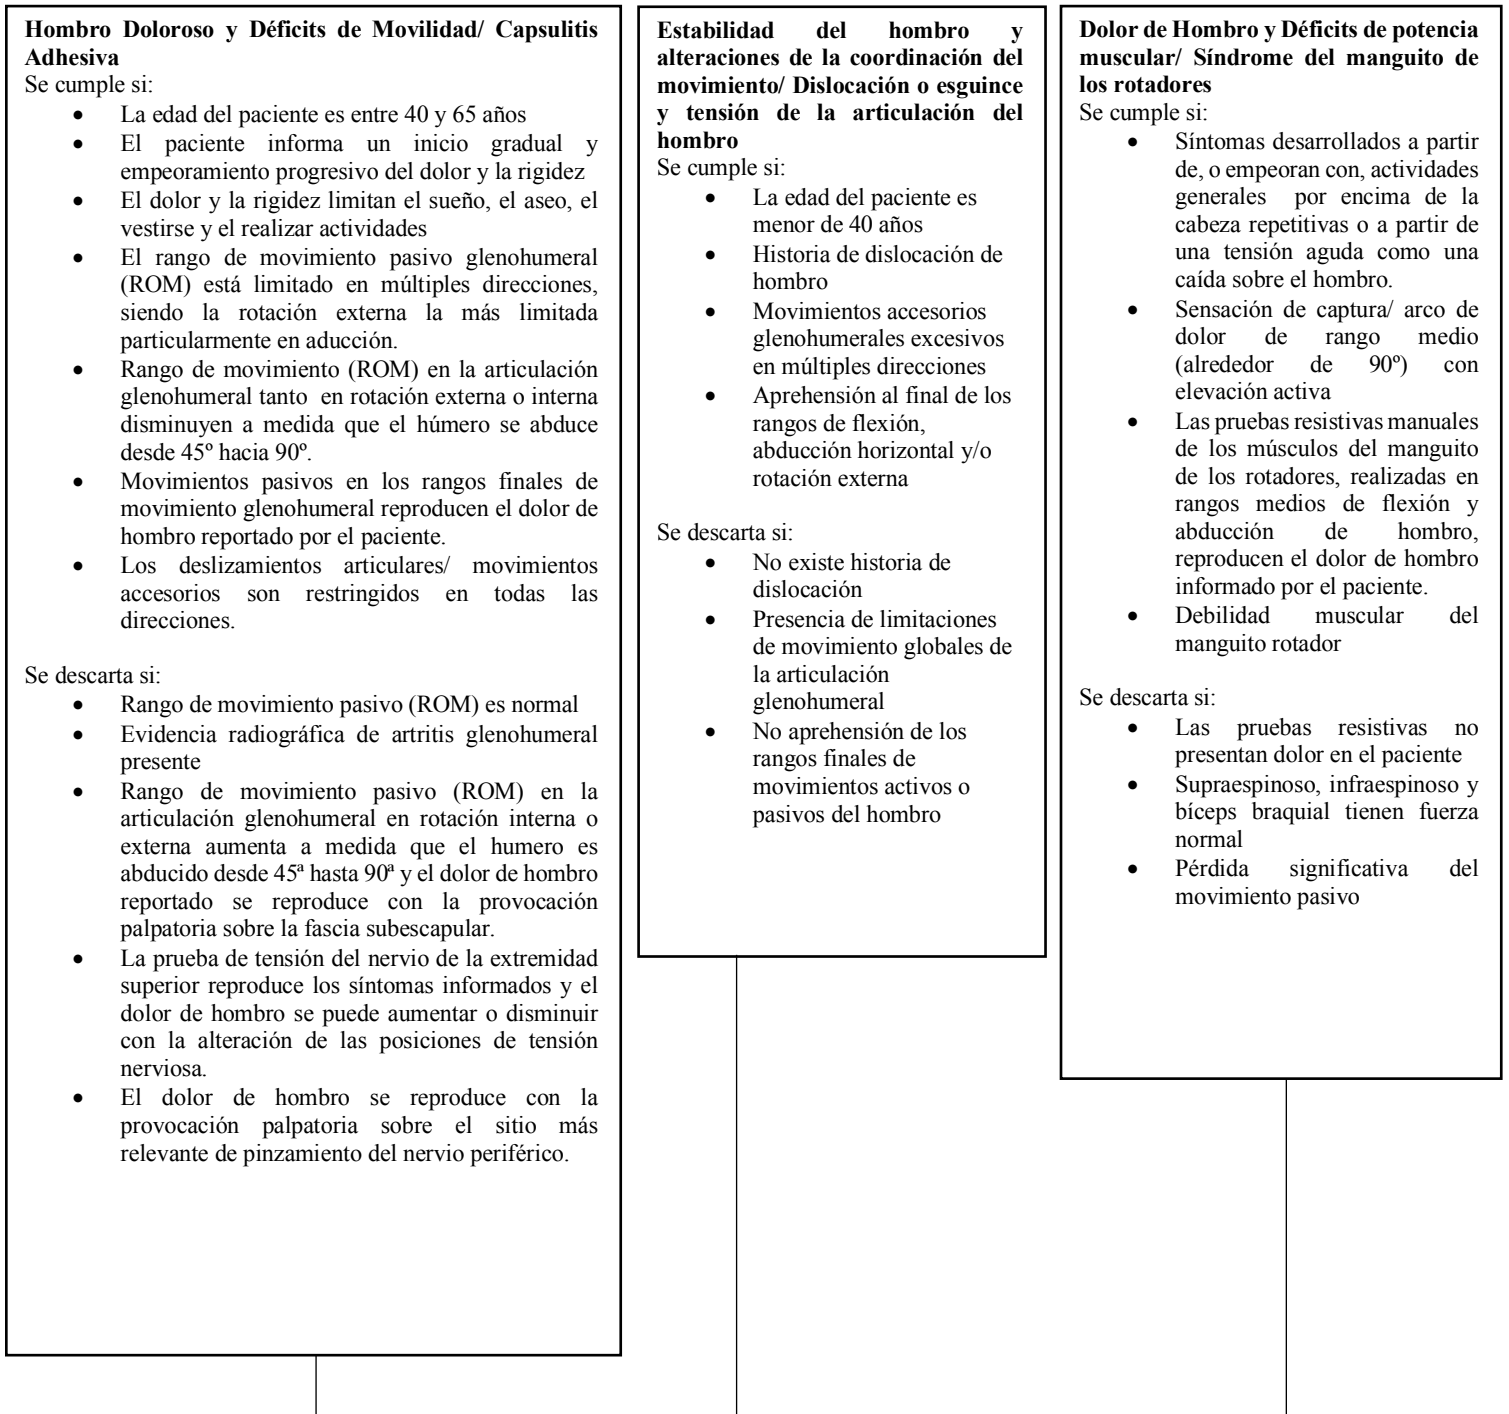 Hombro Doloroso y Déficits de Movilidad/ Capsulitis
Adhesiva
Se cumple si:
• La edad del paciente es entre 40 y 65 años
• El paciente informa un inicio gradual y
empeoramiento progresivo del dolor y la rigidez
• El dolor y la rigidez limitan el sueño, el aseo, el
vestirse y el realizar actividades
• El rango de movimiento pasivo glenohumeral
(ROM) está limitado en múltiples direcciones,
siendo la rotación externa la más limitada
particularmente en aducción.
• Rango de movimiento (ROM) en la articulación
glenohumeral tanto en rotación externa o interna
disminuyen a medida que el húmero se abduce
desde 45º hacia 90º.
• Movimientos pasivos en los rangos finales de
movimiento glenohumeral reproducen el dolor de
hombro reportado por el paciente.
• Los deslizamientos articulares/ movimientos
accesorios son restringidos en todas las
direcciones.
Se descarta si:
• Rango de movimiento pasivo (ROM) es normal
• Evidencia radiográfica de artritis glenohumeral
presente
• Rango de movimiento pasivo (ROM) en la
articulación glenohumeral en rotación interna o
externa aumenta a medida que el humero es
abducido desde 45ª hasta 90ª y el dolor de hombro
reportado se reproduce con la provocación
palpatoria sobre la fascia subescapular.
• La prueba de tensión del nervio de la extremidad
superior reproduce los síntomas informados y el
dolor de hombro se puede aumentar o disminuir
con la alteración de las posiciones de tensión
nerviosa.
• El dolor de hombro se reproduce con la
provocación palpatoria sobre el sitio más
relevante de pinzamiento del nervio periférico.
Estabilidad del hombro y
alteraciones de la coordinación del
movimiento/ Dislocación o esguince
y tensión de la articulación del
hombro
Se cumple si:
• La edad del paciente es
menor de 40 años
• Historia de dislocación de
hombro
• Movimientos accesorios
glenohumerales excesivos
en múltiples direcciones
• Aprehensión al final de los
rangos de flexión,
abducción horizontal y/o
rotación externa
Se descarta si:
• No existe historia de
dislocación
• Presencia de limitaciones
de movimiento globales de
la articulación
glenohumeral
• No aprehensión de los
rangos finales de
movimientos activos o
pasivos del hombro
Dolor de Hombro y Déficits de potencia
muscular/ Síndrome del manguito de
los rotadores
Se cumple si:
• Síntomas desarrollados a partir
de, o empeoran con, actividades
generales por encima de la
cabeza repetitivas o a partir de
una tensión aguda como una
caída sobre el hombro.
• Sensación de captura/ arco de
dolor de rango medio
(alrededor de 90º) con
elevación activa
• Las pruebas resistivas manuales
de los músculos del manguito
de los rotadores, realizadas en
rangos medios de flexión y
abducción de hombro,
reproducen el dolor de hombro
informado por el paciente.
• Debilidad muscular del
manguito rotador
Se descarta si:
• Las pruebas resistivas no
presentan dolor en el paciente
• Supraespinoso, infraespinoso y
bíceps braquial tienen fuerza
normal
• Pérdida significativa del
movimiento pasivo